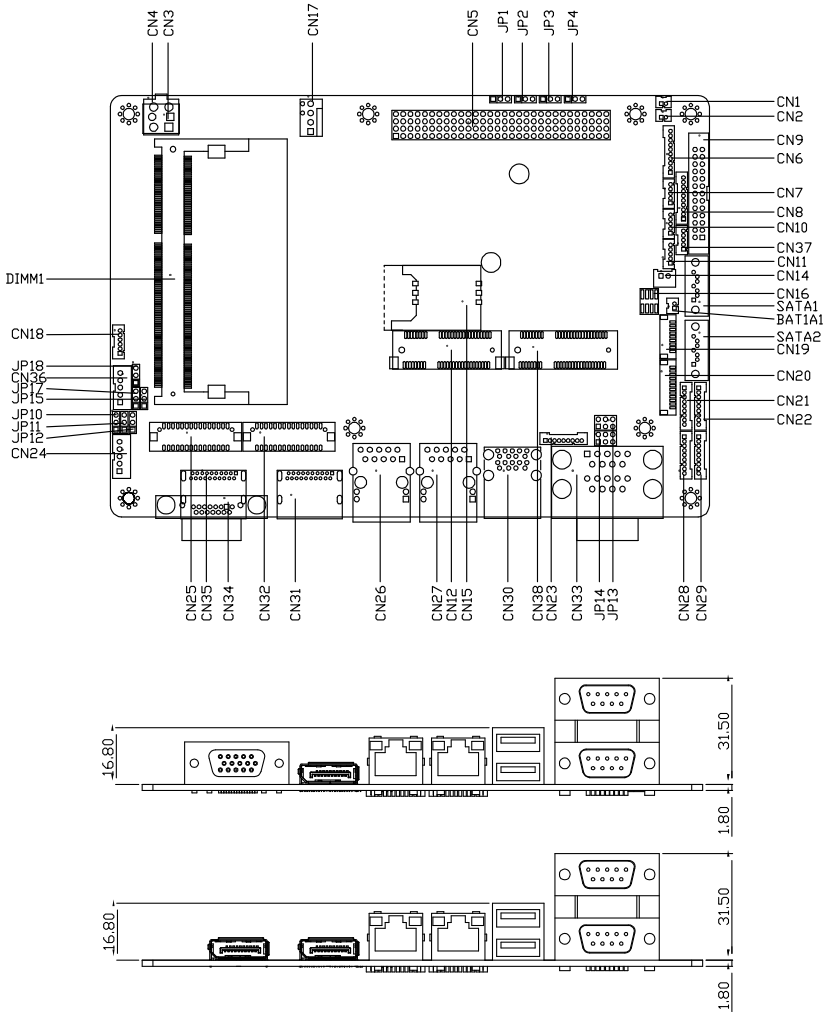 CN4
CN3
CN17
CN5
JP1
JP2
JP3
JP4
CN1
CN2
CN9
CN6
CN7
CN8
CN10
CN37
CN11
CN14
CN16
SATA1
BAT1A1
SATA2
CN19
CN20
CN21
CN22
DIMM1
CN18
JP18
CN36
JP17
JP15
JP10
JP11
JP12
CN24
CN25
CN35
CN34
CN32
CN31
CN26
CN27
CN12
CN15
CN30
CN38
CN23
CN33
JP14
JP13
CN28
CN29
16.80
31.50
1.80
16.80
31.50
1.80